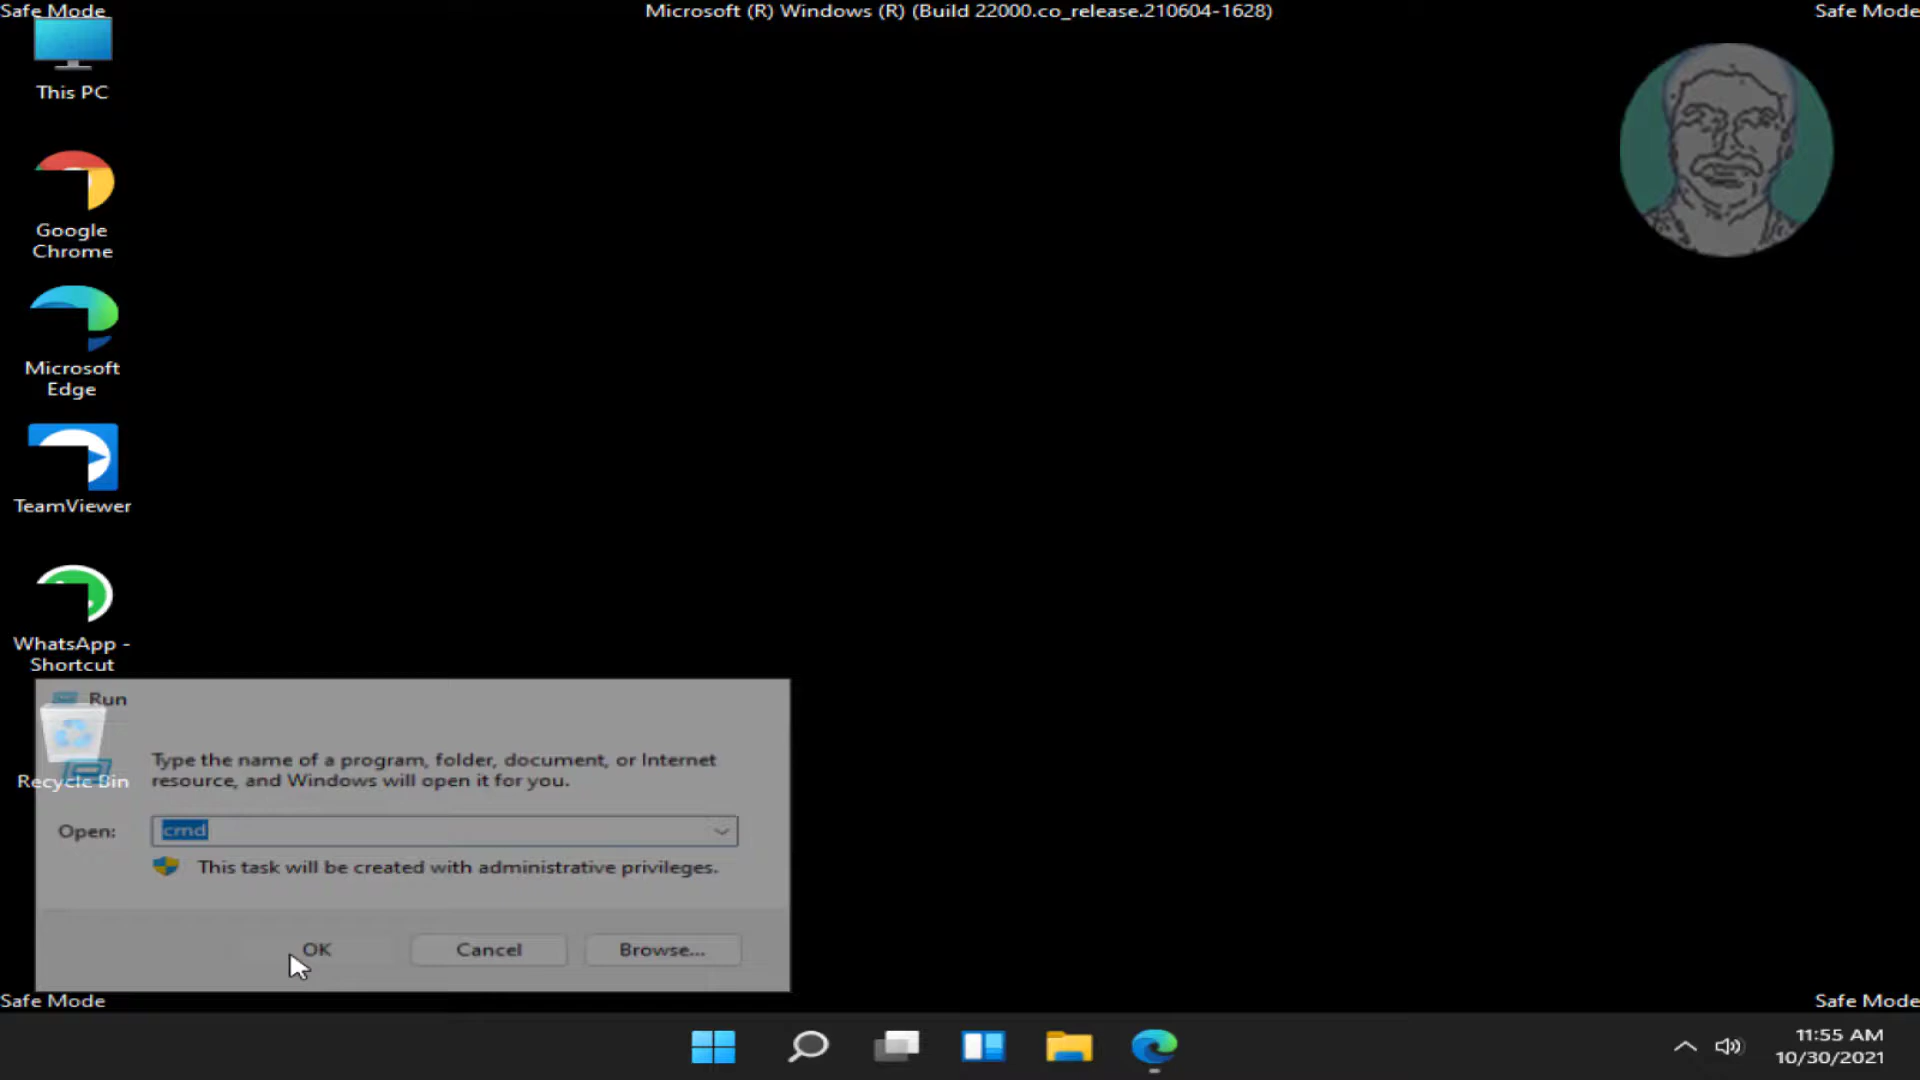 Safe Mode
Microsoft (R) Windows (R) (Build 22000.co_release.210604-1628)
Safe Mode
This PC
Google
Chrome
Microsoft
Edge
TeamViewer
WhatsApp -
Shortcut
Recycle Bin
Run
Type the name of a program, folder, document, or Internet
resource, and Windows will open it for you.
Open:
cmd
This task will be created with administrative privileges.
OK
Cancel
Browse...
Safe Mode
Safe Mode
11:55 AM
10/30/2021